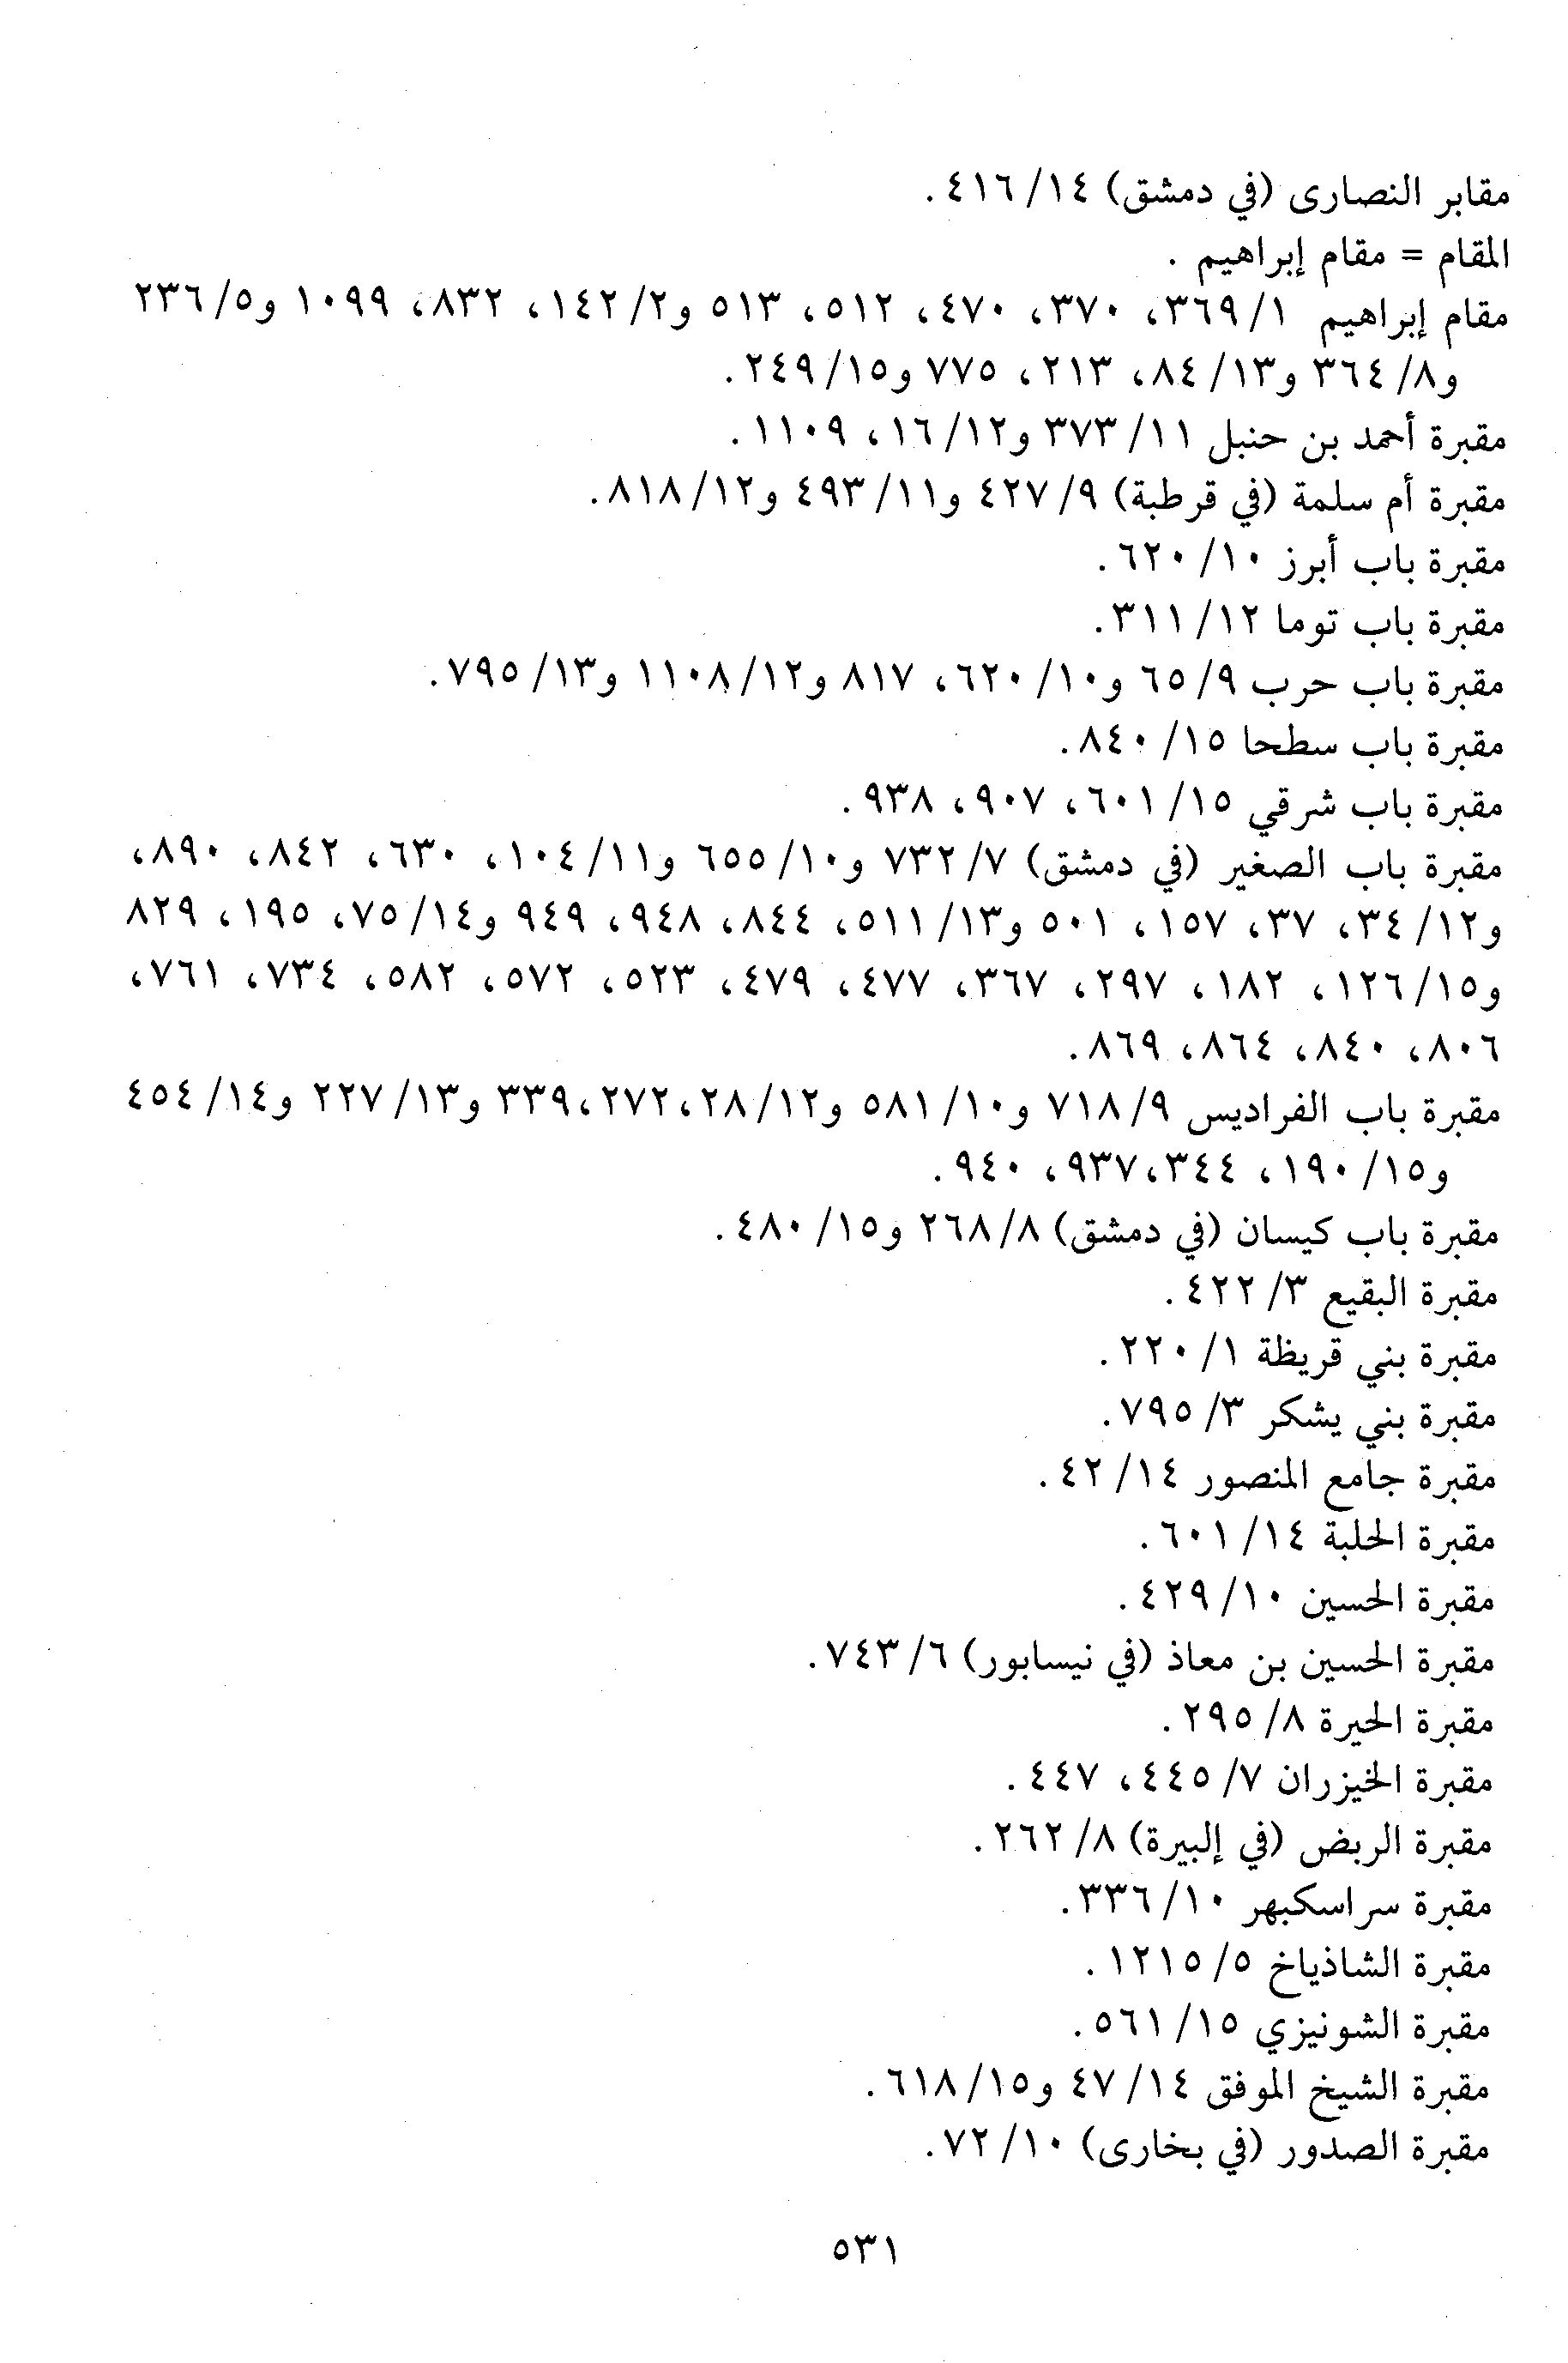 مقابر النصارى (في دمشق) ١٤/ ٤١٦.
المقام = مقام إبراهيم .
مقام إبراهيم ١/ ٣٦٩، ٣٧٠، ٤٧٠، ٥١٢، ٥١٣ و٢/ ١٤٢، ٨٣٢، ١٠٩٩ و٥/ ٢٣٦
و٨/ ٣٦٤ و١٣/ ٨٤، ٢١٣، ٧٧٥ و١٥/ ٢٤٩.
مقبرة أحمد بن حنبل ١١/ ٣٧٣ و١٢/ ١٦، ١١٠٩.
مقبرة أم سلمة (في قرطبة) ٩/ ٤٢٧ و١١/ ٤٩٣ و١٢/ ٨١٨.
مقبرة باب أبرز ١٠/ ٦٢٠.
مقبرة باب توما ١٢/ ٣١١.
مقبرة باب حرب ٩/ ٦٥ و١٠/ ٦٢٠، ٨١٧ و١٢/ ١١٠٨ و١٣/ ٧٩٥.
مقبرة باب سطحا ١٥/ ٨٤٠.
مقبرة باب شرقي ١٥/ ٦٠١، ٩٠٧، ٩٣٨.
مقبرة باب الصغير (في دمشق) ٧/ ٧٣٢ و١٠/ ٦٥٥ و١١/ ١٠٤، ٦٣٠، ٨٤٢، ٨٩٠،
و١٢/ ٣٤، ٣٧، ١٥٧، ٥٠١ و١٣/ ٥١١، ٨٤٤، ٩٤٨، ٩٤٩ و١٤/ ٧٥، ١٩٥، ٨٢٩
و١٥/ ١٢٦، ١٨٢، ٢٩٧، ٣٦٧، ٤٧٧، ٤٧٩، ٥٢٣، ٥٧٢، ٥٨٢، ٧٣٤، ٧٦١،
٨٠٦، ٨٤٠، ٨٦٤، ٨٦٩.
مقبرة باب الفراديس ٩/ ٧١٨ و١٠/ ٥٨١ و١٢/ ٢٨، ٢٧٢، ٣٣٩ و١٣/ ٢٢٧ و١٤/ ٤٥٤
و١٥/ ١٩٠، ٣٤٤، ٩٣٧، ٩٤٠.
مقبرة باب كيسان (في دمشق) ٨/ ٢٦٨ و١٥/ ٤٨٠.
مقبرة البقيع ٣/ ٤٢٢.
مقبرة بني قريظة ١/ ٢٢٠.
مقبرة بني يشكر ٣/ ٧٩٥.
مقبرة جامع المنصور ١٤/ ٤٢.
مقبرة الحلبة ١٤/ ٦٠١.
مقبرة الحسين ١٠/ ٤٢٩.
مقبرة الحسين بن معاذ (في نيسابور) ٦/ ٧٤٣.
مقبرة الحيرة ٨/ ٢٩٥.
مقبرة الخيزران ٧/ ٤٤٥، ٤٤٧.
مقبرة الربض (في إلبيرة) ٨/ ٢٦٢.
مقبرة سراسكبهر ١٠/ ٣٣٦.
مقبرة الشاذياخ ٥/ ١٢١٥.
مقبرة الشونيزي ١٥/ ٥٦١.
مقبرة الشيخ الموفق ١٤/ ٤٧ و١٥/ ٦١٨.
مقبرة الصدور (في بخارى) ١٠/ ٧٢.
٥٣١